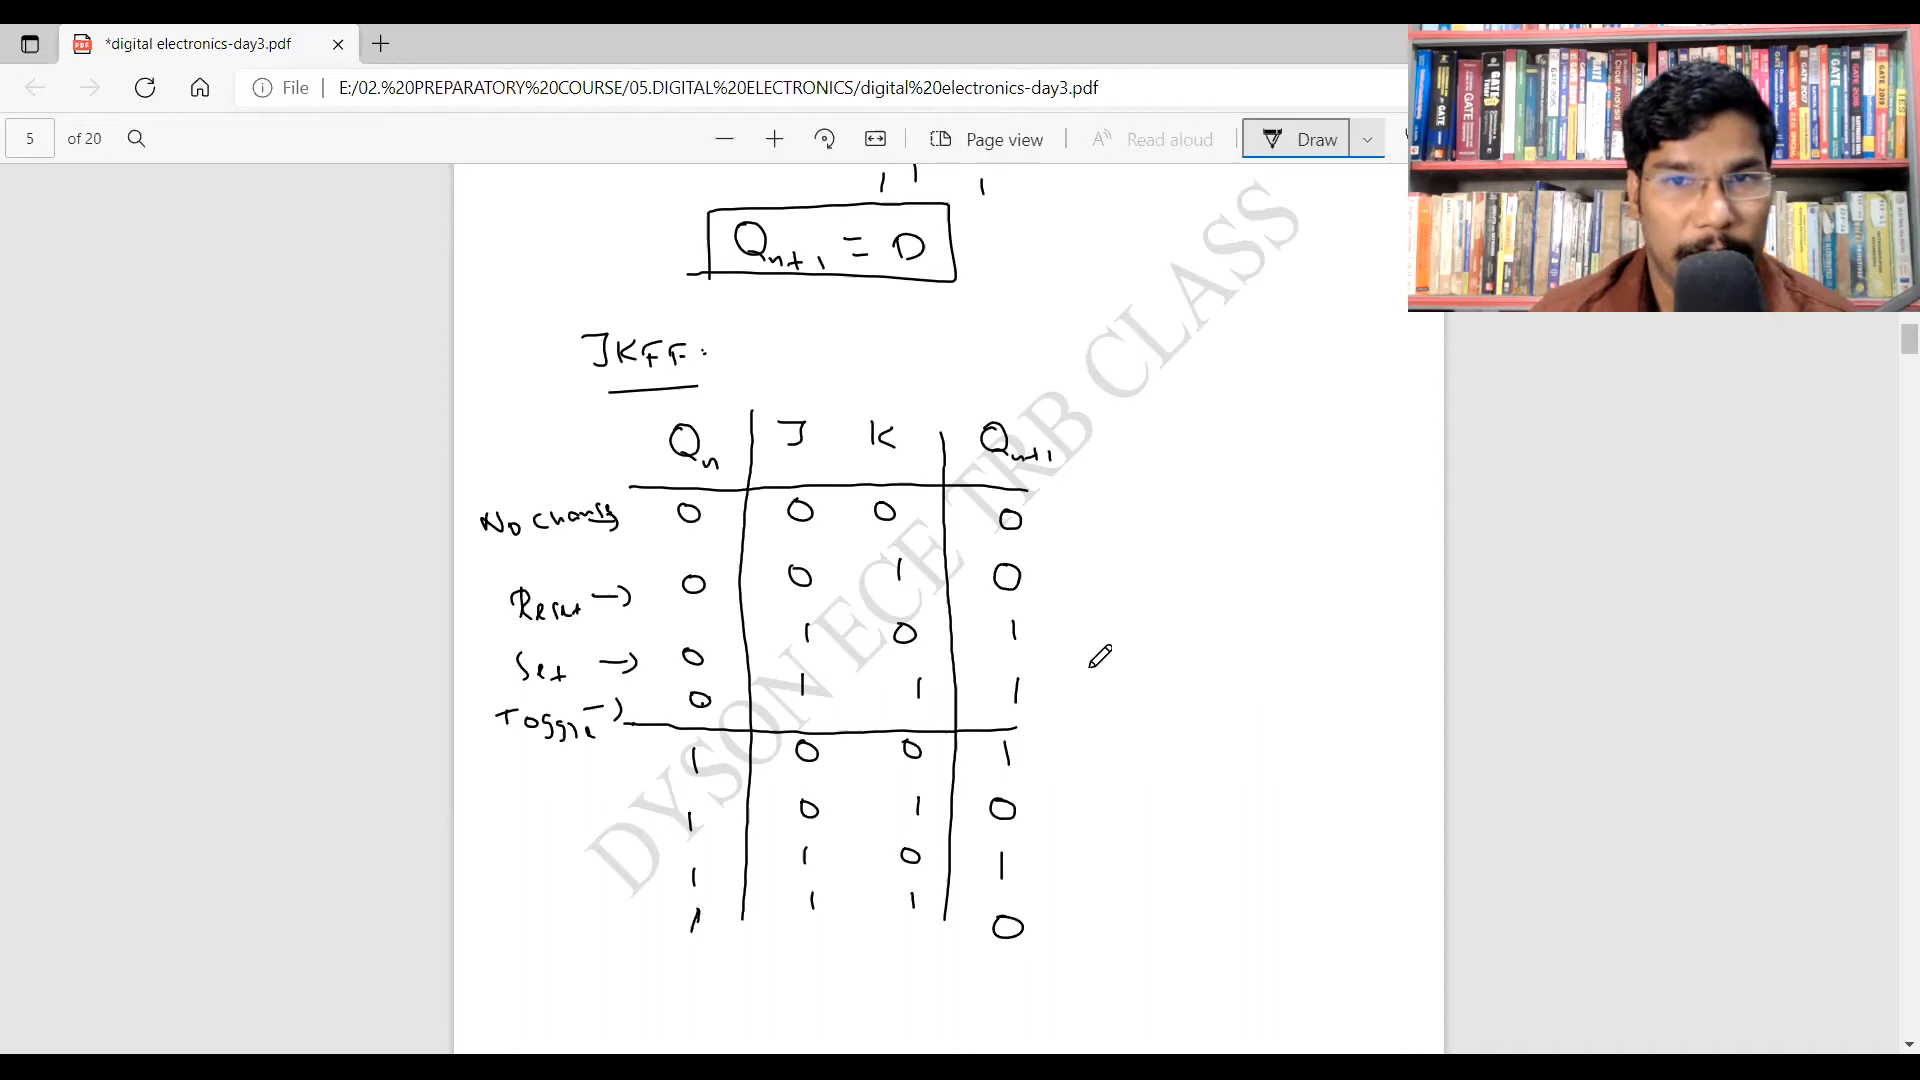 *digital electronics-day3.pdf
File | E:/02.%20PREPARATORY%20COURSE/05.DIGITAL%20ELECTRONICS/digital%20electronics-day3.pdf
5 of 20 Page view Read aloud Draw
1 1 1
Qn+1 = D
JKFF:
Qn J K Qn+1
No Change 0 0 0 0
Reset → 0 0 1 0
Set → 0 1 0 1
Toggle → 0 1 1 1
1 0 0 1
1 0 1 0
1 1 0 1
1 1 1 0
DYSON ECE TRB CLASS